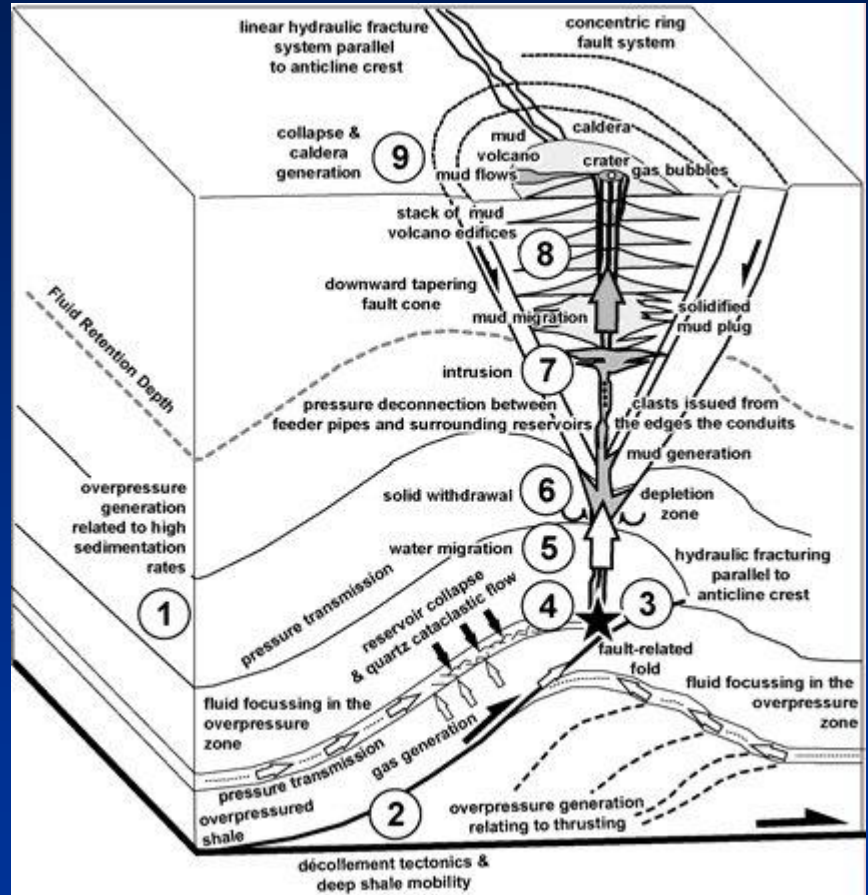 linear hydraulic fracture
system parallel
to anticline crest
concentric ring
fault system
collapse &
caldera
generation
9
mud
volcano
mud flows
caldera
crater
gas bubbles
stack of mud
volcano edifices
8
downward tapering
fault cone
mud migration
solidified
mud plug
Fluid Retention Depth
intrusion
7
pressure deconnection between
feeder pipes and surrounding reservoirs
clasts issued from
the edges the conduits
mud generation
overpressure
generation
related to high
sedimentation
rates
1
solid withdrawal
6
depletion
zone
water migration
5
hydraulic fracturing
parallel to
anticline crest
pressure transmission
reservoir collapse
& quartz cataclastic flow
4
3
fault-related
fold
fluid focussing in the
overpressure
zone
fluid focussing in the
overpressure
zone
pressure transmission
gas generation
overpressured
shale
2
overpressure generation
relating to thrusting
décollement tectonics &
deep shale mobility